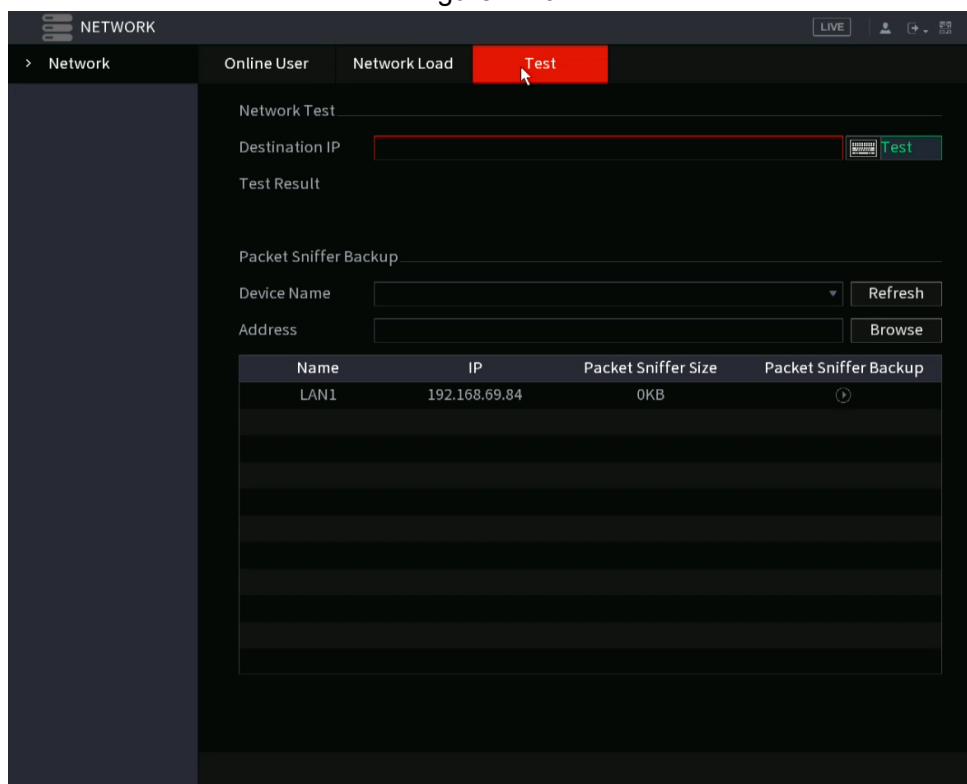 NETWORK LIVE
Network Online User Network Load Test
Network Test
Destination IP Test
Test Result
Packet Sniffer Backup
Device Name Refresh
Address Browse
Name IP Packet Sniffer Size Packet Sniffer Backup
LAN1 192.168.69.84 0KB